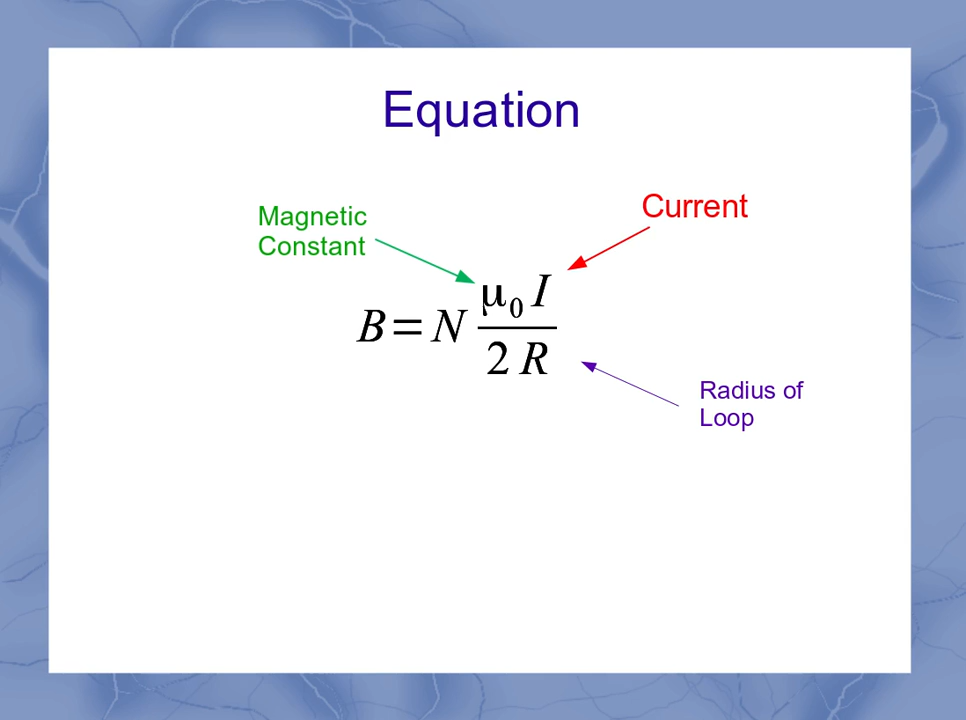 Equation
Magnetic
Constant
Current
B = N μ₀ I / 2 R
Radius of
Loop